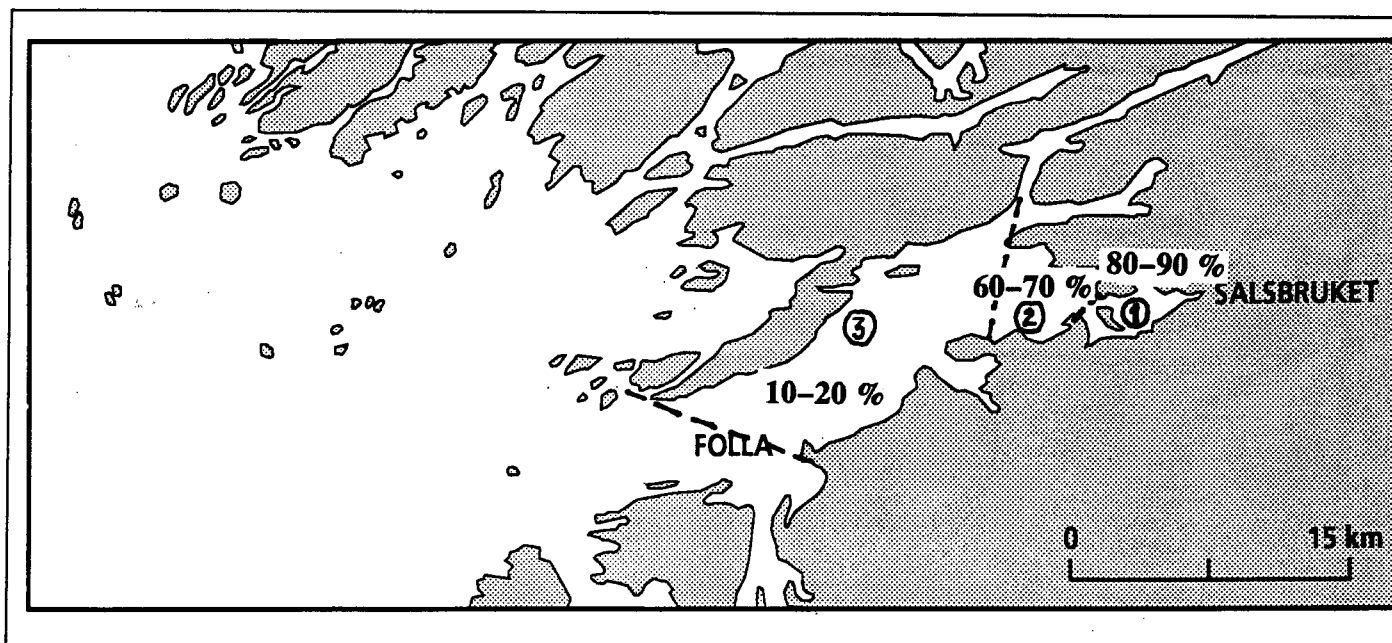 80–90 %
60–70 %
SALSBRUKET
③
②
①
10–20 %
FOLLA
0
15 km